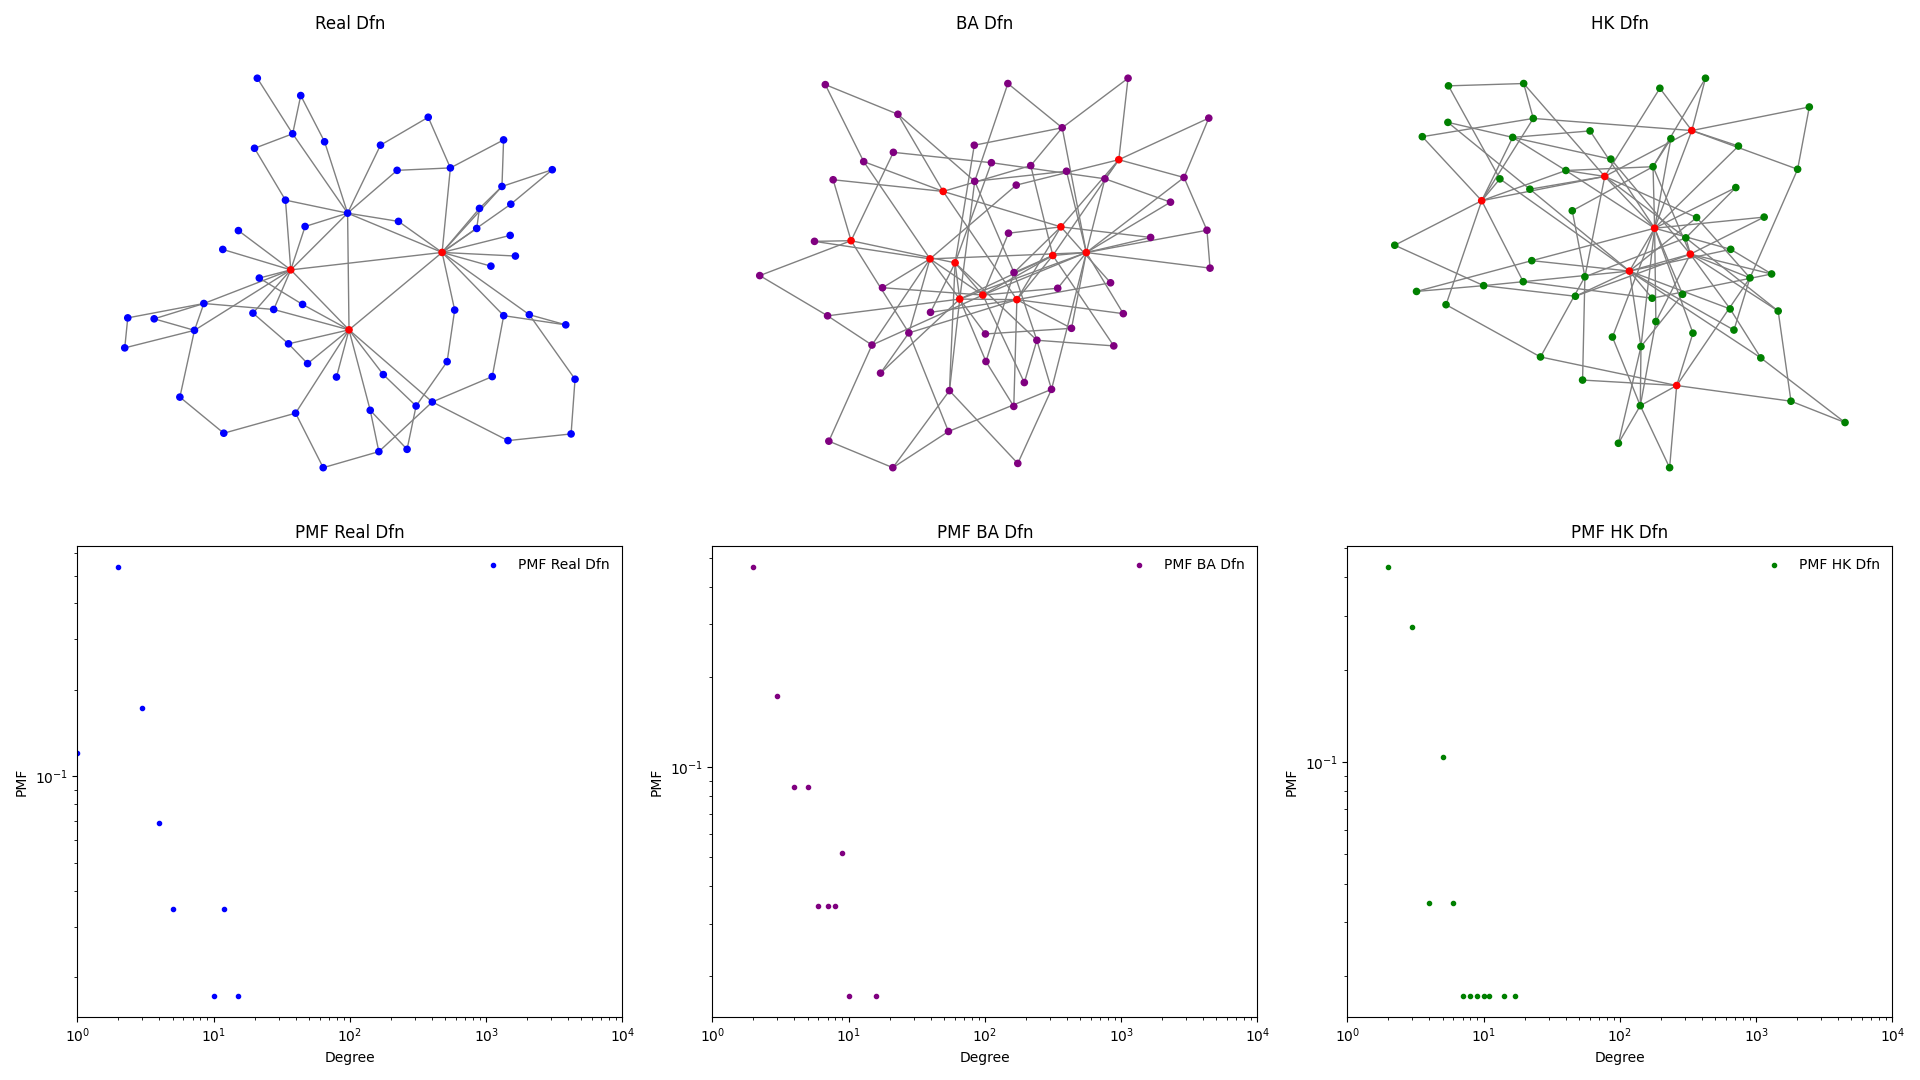 Real Dfn
BA Dfn
HK Dfn
PMF Real Dfn
PMF Real Dfn
PMF
10⁻¹
10⁰ 10¹ 10² 10³ 10⁴
Degree
PMF BA Dfn
PMF BA Dfn
PMF
10⁻¹
10⁰ 10¹ 10² 10³ 10⁴
Degree
PMF HK Dfn
PMF HK Dfn
PMF
10⁻¹
10⁰ 10¹ 10² 10³ 10⁴
Degree